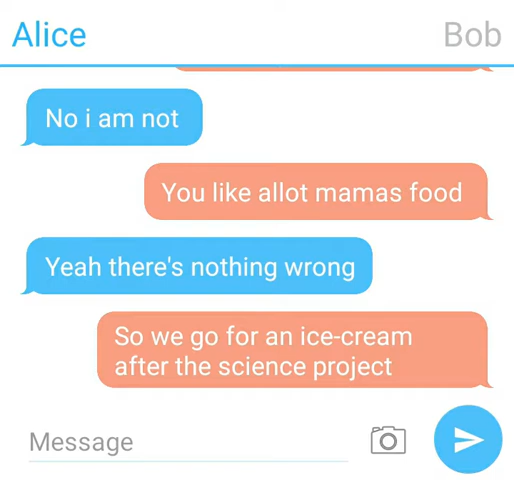 Alice
Bob
No i am not
You like allot mamas food
Yeah there's nothing wrong
So we go for an ice-cream
after the science project
Message